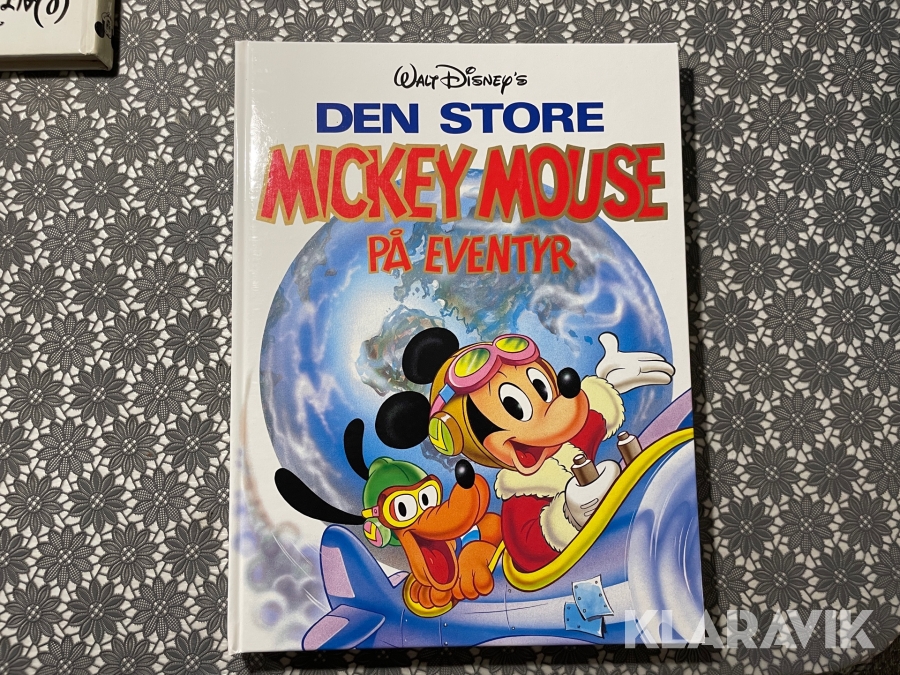 WALT DISNEY'S
DEN STORE
MICKEY MOUSE
PÅ EVENTYR
KLARAVIK